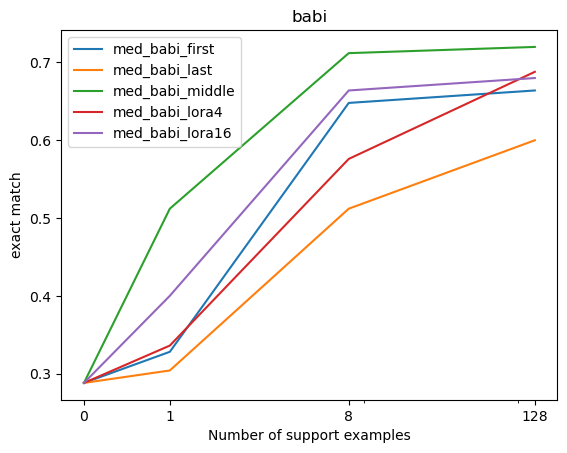 babi
med_babi_first
med_babi_last
med_babi_middle
med_babi_lora4
med_babi_lora16
exact match
0.7
0.6
0.5
0.4
0.3
0
1
8
128
Number of support examples